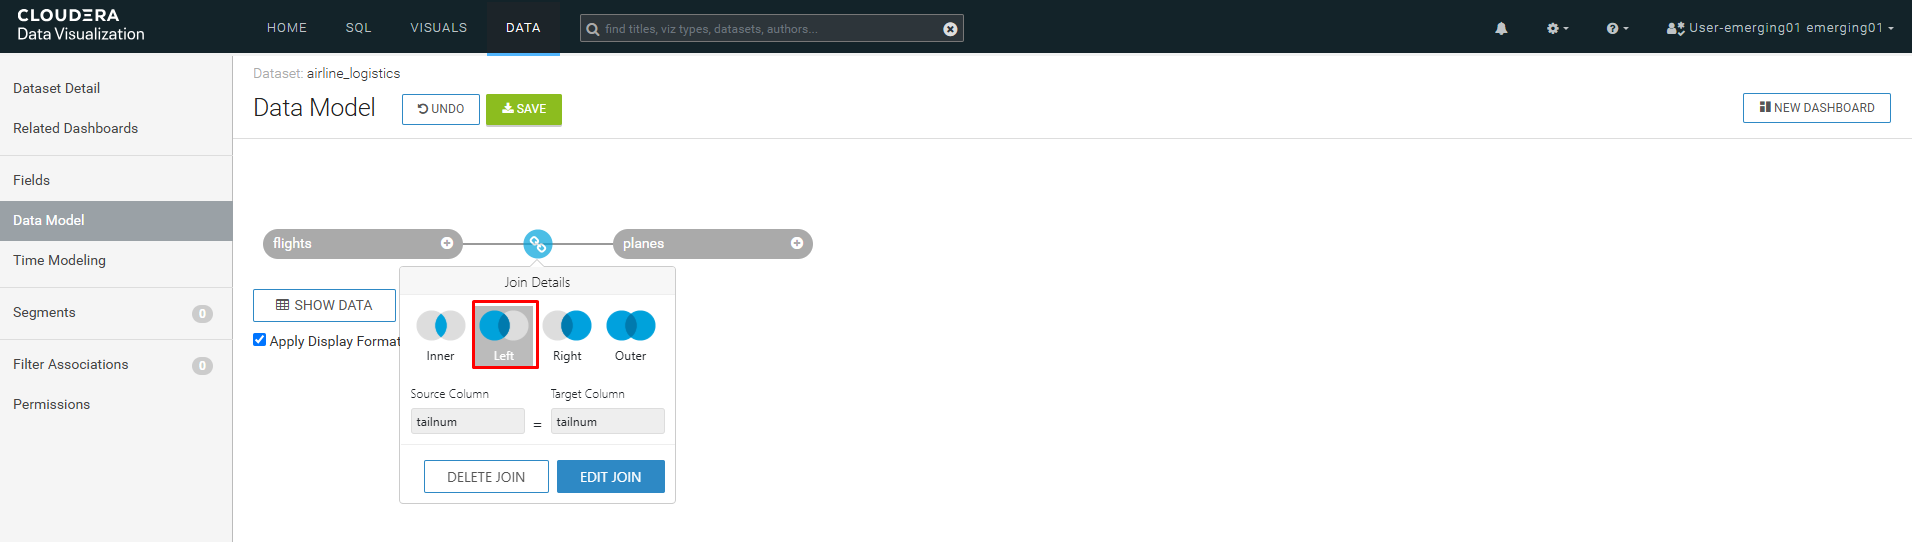 CLOUDERA
Data Visualization
HOME SQL VISUALS DATA
find titles, viz types, datasets, authors...
User-emerging01 emerging01
Dataset Detail
Related Dashboards
Fields
Data Model
Time Modeling
Segments 0
Filter Associations 0
Permissions
Dataset: airline_logistics
Data Model UNDO SAVE NEW DASHBOARD
flights planes
SHOW DATA
Apply Display Format
Join Details
Inner Left Right Outer
Source Column Target Column
tailnum = tailnum
DELETE JOIN EDIT JOIN